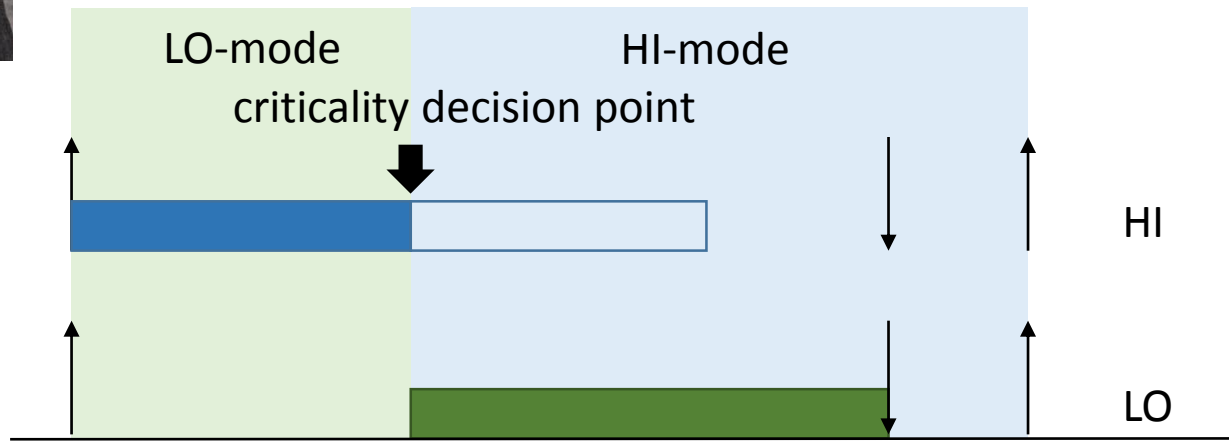 LO-mode
HI-mode
criticality decision point
HI
LO